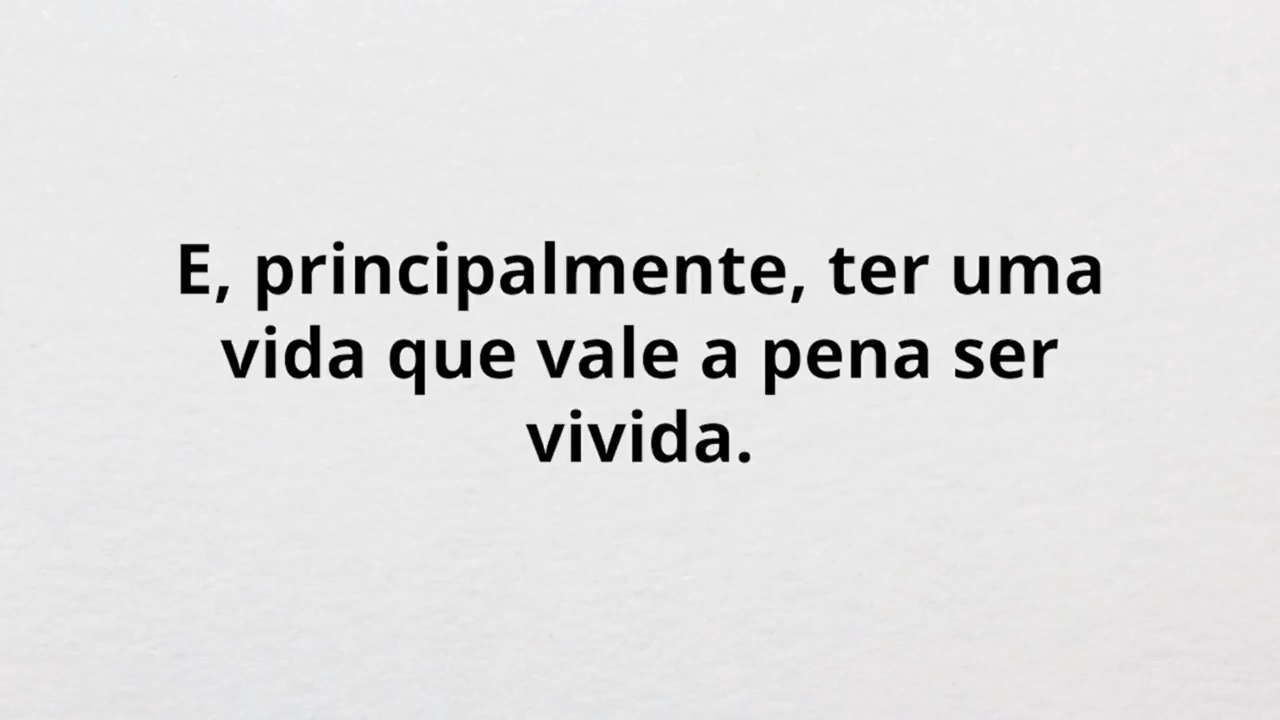 E, principalmente, ter uma
vida que vale a pena ser
vivida.